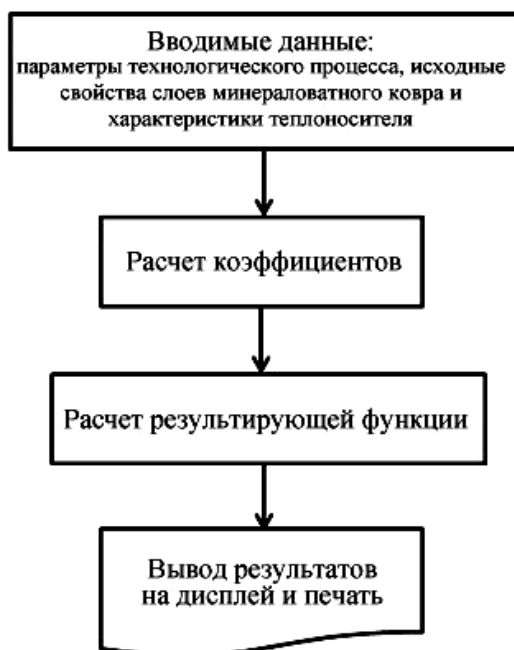 Вводимые данные:
параметры технологического процесса, исходные
свойства слоев минераловатного ковра и
характеристики теплоносителя
Расчет коэффициентов
Расчет результирующей функции
Вывод результатов
на дисплей и печать